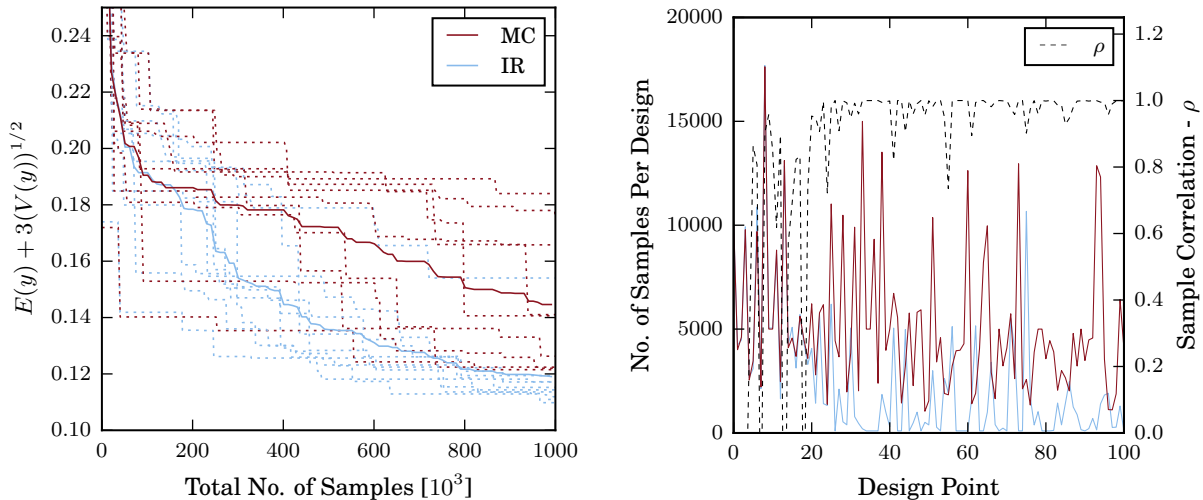 0.24
0.22
0.20
0.18
0.16
0.14
0.12
0.10
E(y) + 3(V(y))^{1/2}
MC
IR
0 200 400 600 800 1000
Total No. of Samples [10^3]
20000
15000
10000
5000
0
No. of Samples Per Design
ρ
1.2
1.0
0.8
0.6
0.4
0.2
0.0
Sample Correlation - ρ
0 20 40 60 80 100
Design Point